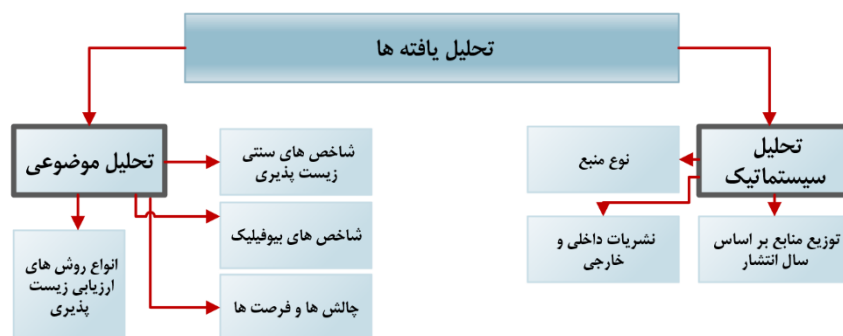 تحلیل یافته ها
تحلیل
سیستماتیک
نوع منبع
نشریات داخلی و
خارجی
توزیع منابع بر اساس
سال انتشار
تحلیل موضوعی
شاخص های سنتی
زیست پذیری
شاخص های بیوفیلیک
چالش ها و فرصت ها
انواع روش های
ارزیابی زیست
پذیری